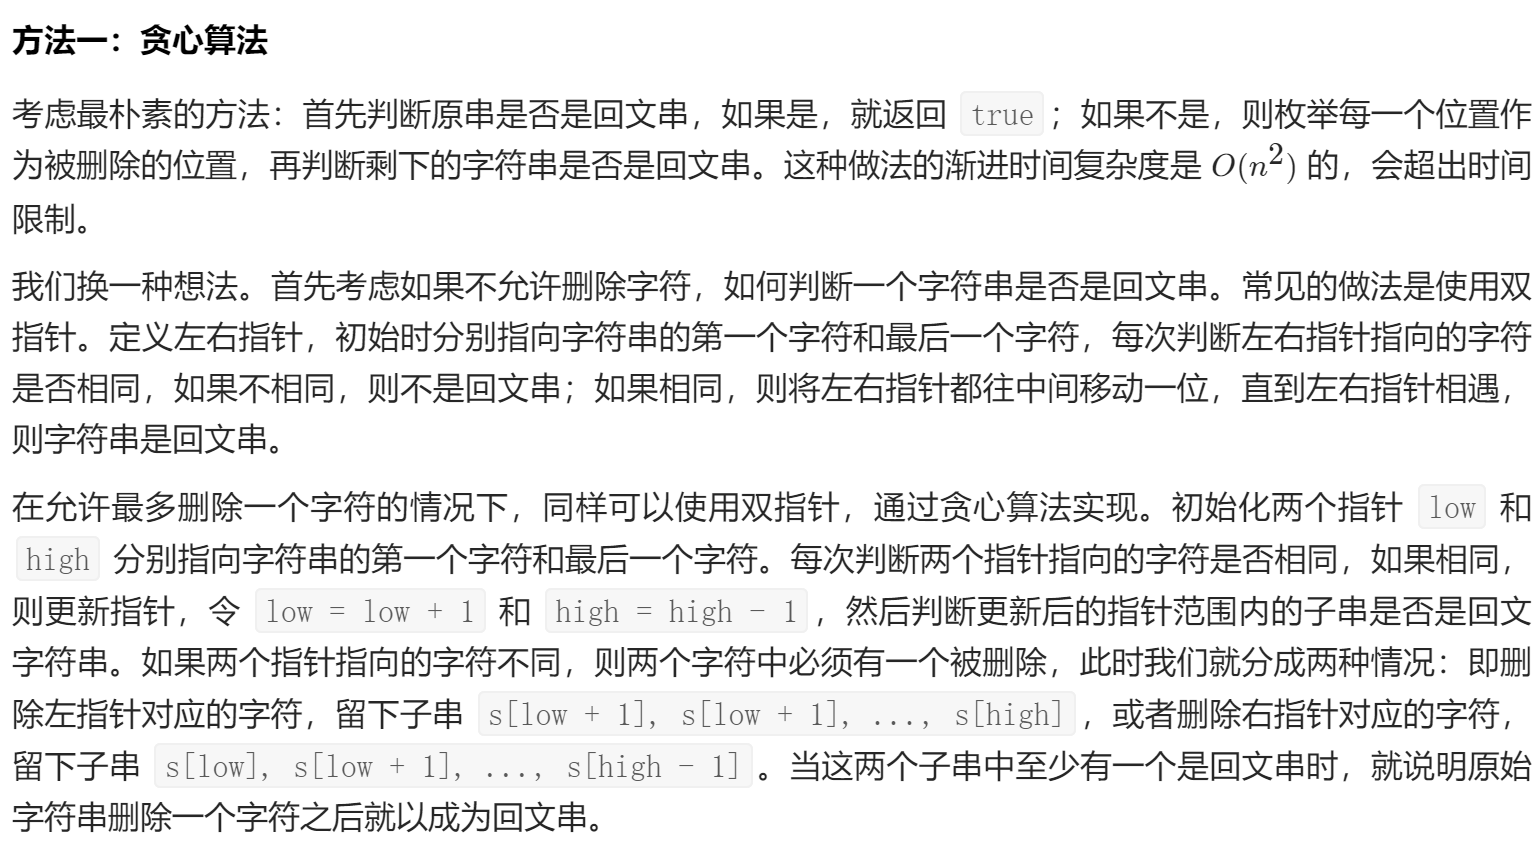 方法一：贪心算法
考虑最朴素的方法：首先判断原串是否是回文串，如果是，就返回 true；如果不是，则枚举每一个位置作
为被删除的位置，再判断剩下的字符串是否是回文串。这种做法的渐进时间复杂度是 O(n²) 的，会超出时间
限制。
我们换一种想法。首先考虑如果不允许删除字符，如何判断一个字符串是否是回文串。常见的做法是使用双
指针。定义左右指针，初始时分别指向字符串的第一个字符和最后一个字符，每次判断左右指针指向的字符
是否相同，如果不相同，则不是回文串；如果相同，则将左右指针都往中间移动一位，直到左右指针相遇，
则字符串是回文串。
在允许最多删除一个字符的情况下，同样可以使用双指针，通过贪心算法实现。初始化两个指针 low 和
high 分别指向字符串的第一个字符和最后一个字符。每次判断两个指针指向的字符是否相同，如果相同，
则更新指针，令 low = low + 1 和 high = high - 1，然后判断更新后的指针范围内的子串是否是回文
字符串。如果两个指针指向的字符不同，则两个字符中必须有一个被删除，此时我们就分成两种情况：即删
除左指针对应的字符，留下子串 s[low + 1], s[low + 1], ..., s[high]，或者删除右指针对应的字符，
留下子串 s[low], s[low + 1], ..., s[high - 1]。当这两个子串中至少有一个是回文串时，就说明原始
字符串删除一个字符之后就以成为回文串。